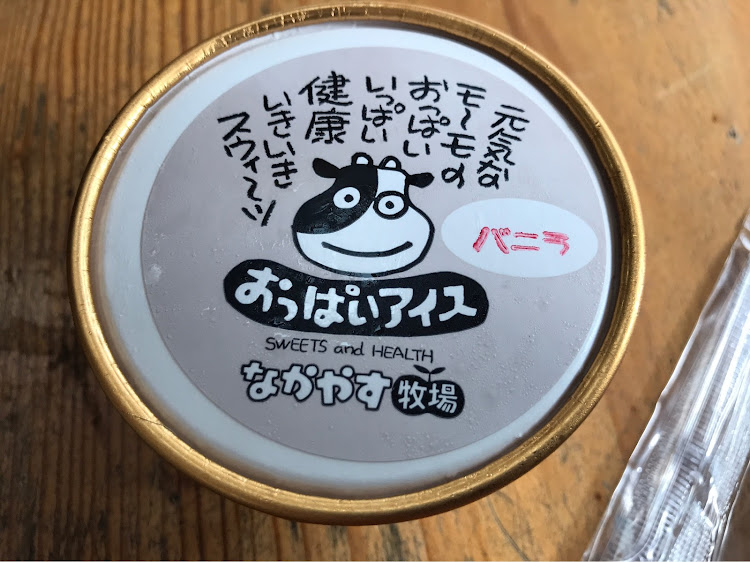 元気な
モ〜モの
おっぱい
いっぱい
健康
いきいき
スウィ〜ツ
バニラ
おっぱいアイス
SWEETS and HEALTH
なかやす牧場